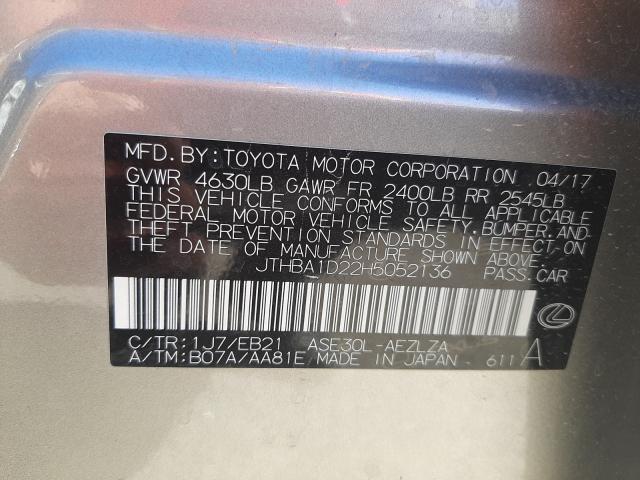 MFD. BY: TOYOTA MOTOR CORPORATION 04/17
GVWR 4630LB GAWR FR 2400LB RR 2545LB
THIS VEHICLE CONFORMS TO ALL APPLICABLE
FEDERAL MOTOR VEHICLE SAFETY, BUMPER, AND
THEFT PREVENTION STANDARDS IN EFFECT ON
THE DATE OF MANUFACTURE SHOWN ABOVE.
JTHBA1D22H5052136 PASS. CAR
C/TR: 1J7/EB21 ASE30L-AEZLZA
A/TM: B07A/AA81E MADE IN JAPAN 611 A